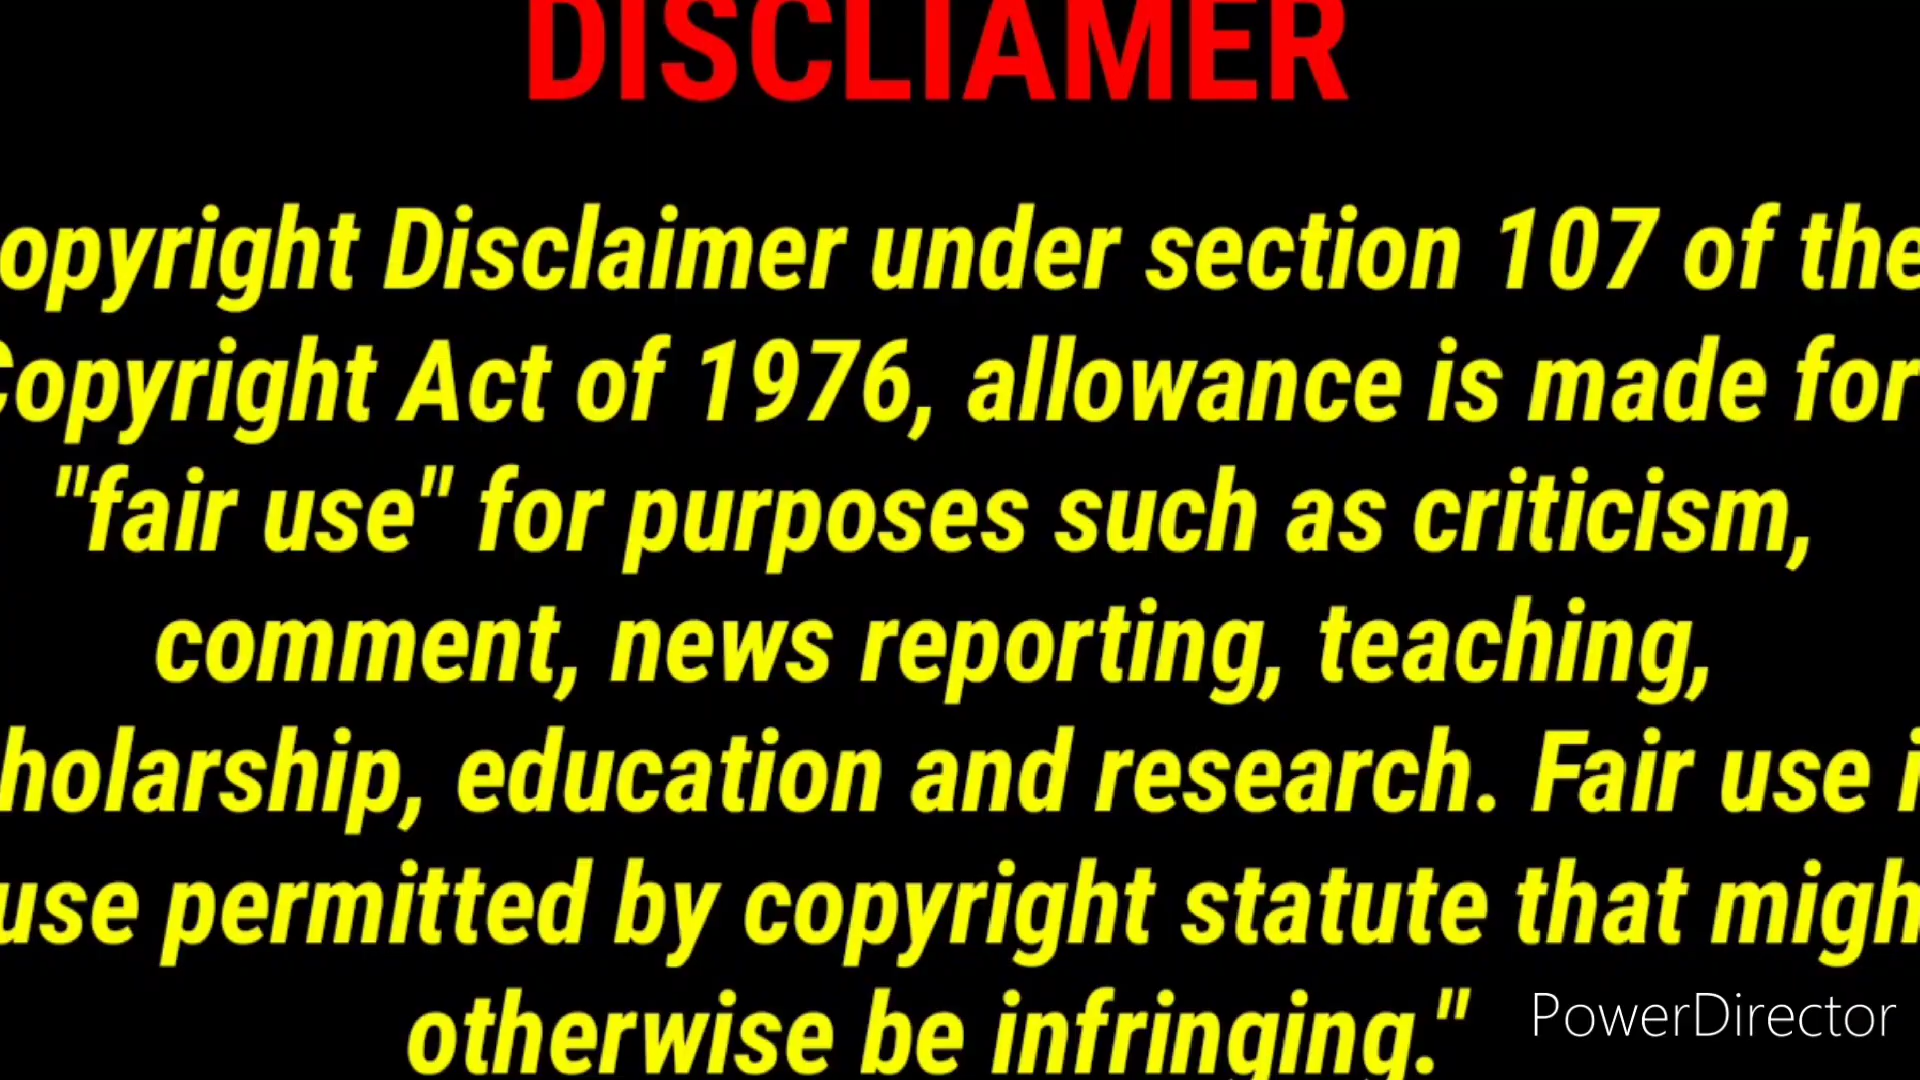 DISCLIAMER
opyright Disclaimer under section 107 of the
Copyright Act of 1976, allowance is made for
"fair use" for purposes such as criticism,
comment, news reporting, teaching,
holarship, education and research. Fair use i
use permitted by copyright statute that migh
otherwise be infringing."
PowerDirector